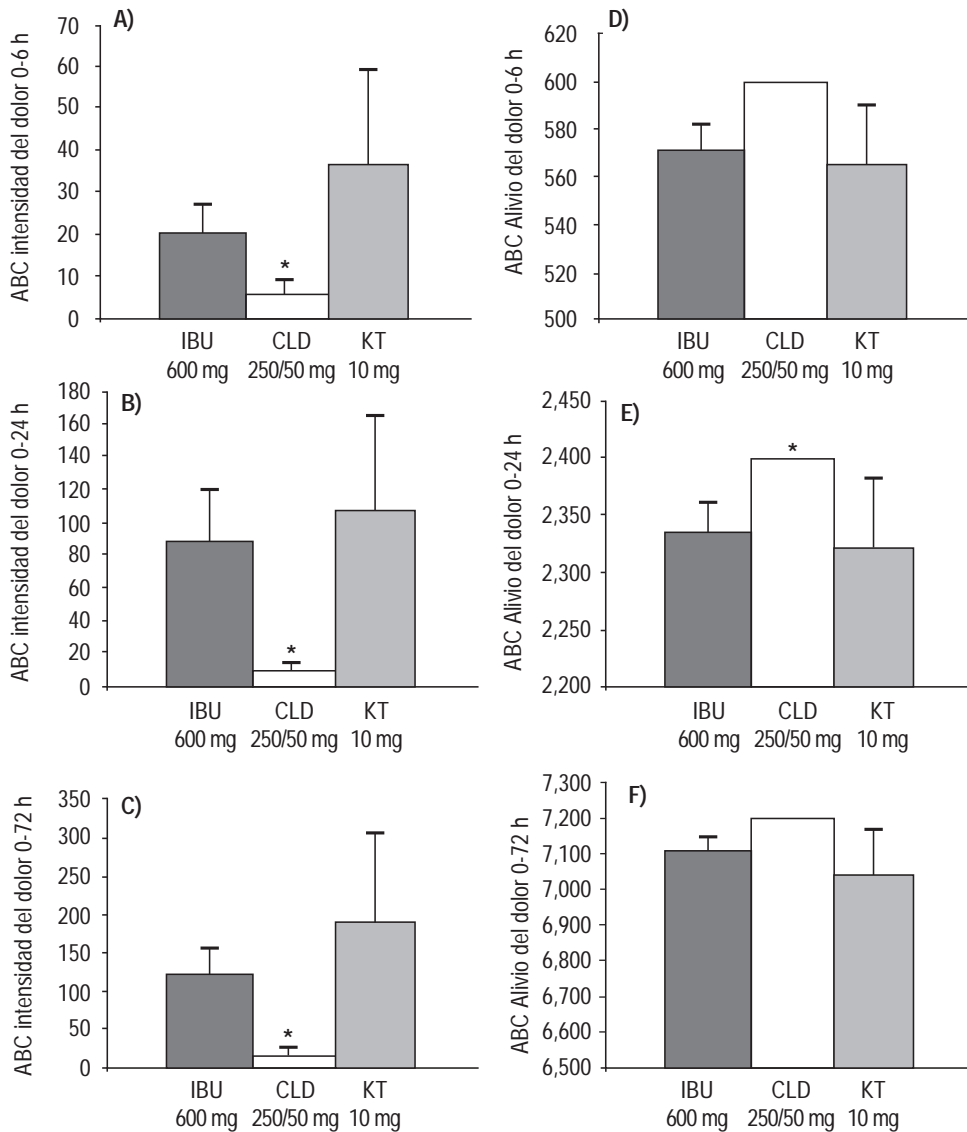 A)
ABC intensidad del dolor 0-6 h
70
60
50
40
30
20
10
0
*
IBU CLD KT
600 mg 250/50 mg 10 mg
D)
ABC Alivio del dolor 0-6 h
620
600
580
560
540
520
500
IBU CLD KT
600 mg 250/50 mg 10 mg
B)
ABC intensidad del dolor 0-24 h
180
160
140
120
100
80
60
40
20
0
*
IBU CLD KT
600 mg 250/50 mg 10 mg
E)
ABC Alivio del dolor 0-24 h
2,450
2,400
2,350
2,300
2,250
2,200
*
IBU CLD KT
600 mg 250/50 mg 10 mg
C)
ABC intensidad del dolor 0-72 h
350
300
250
200
150
100
50
0
*
IBU CLD KT
600 mg 250/50 mg 10 mg
F)
ABC Alivio del dolor 0-72 h
7,300
7,200
7,100
7,000
6,900
6,800
6,700
6,600
6,500
IBU CLD KT
600 mg 250/50 mg 10 mg